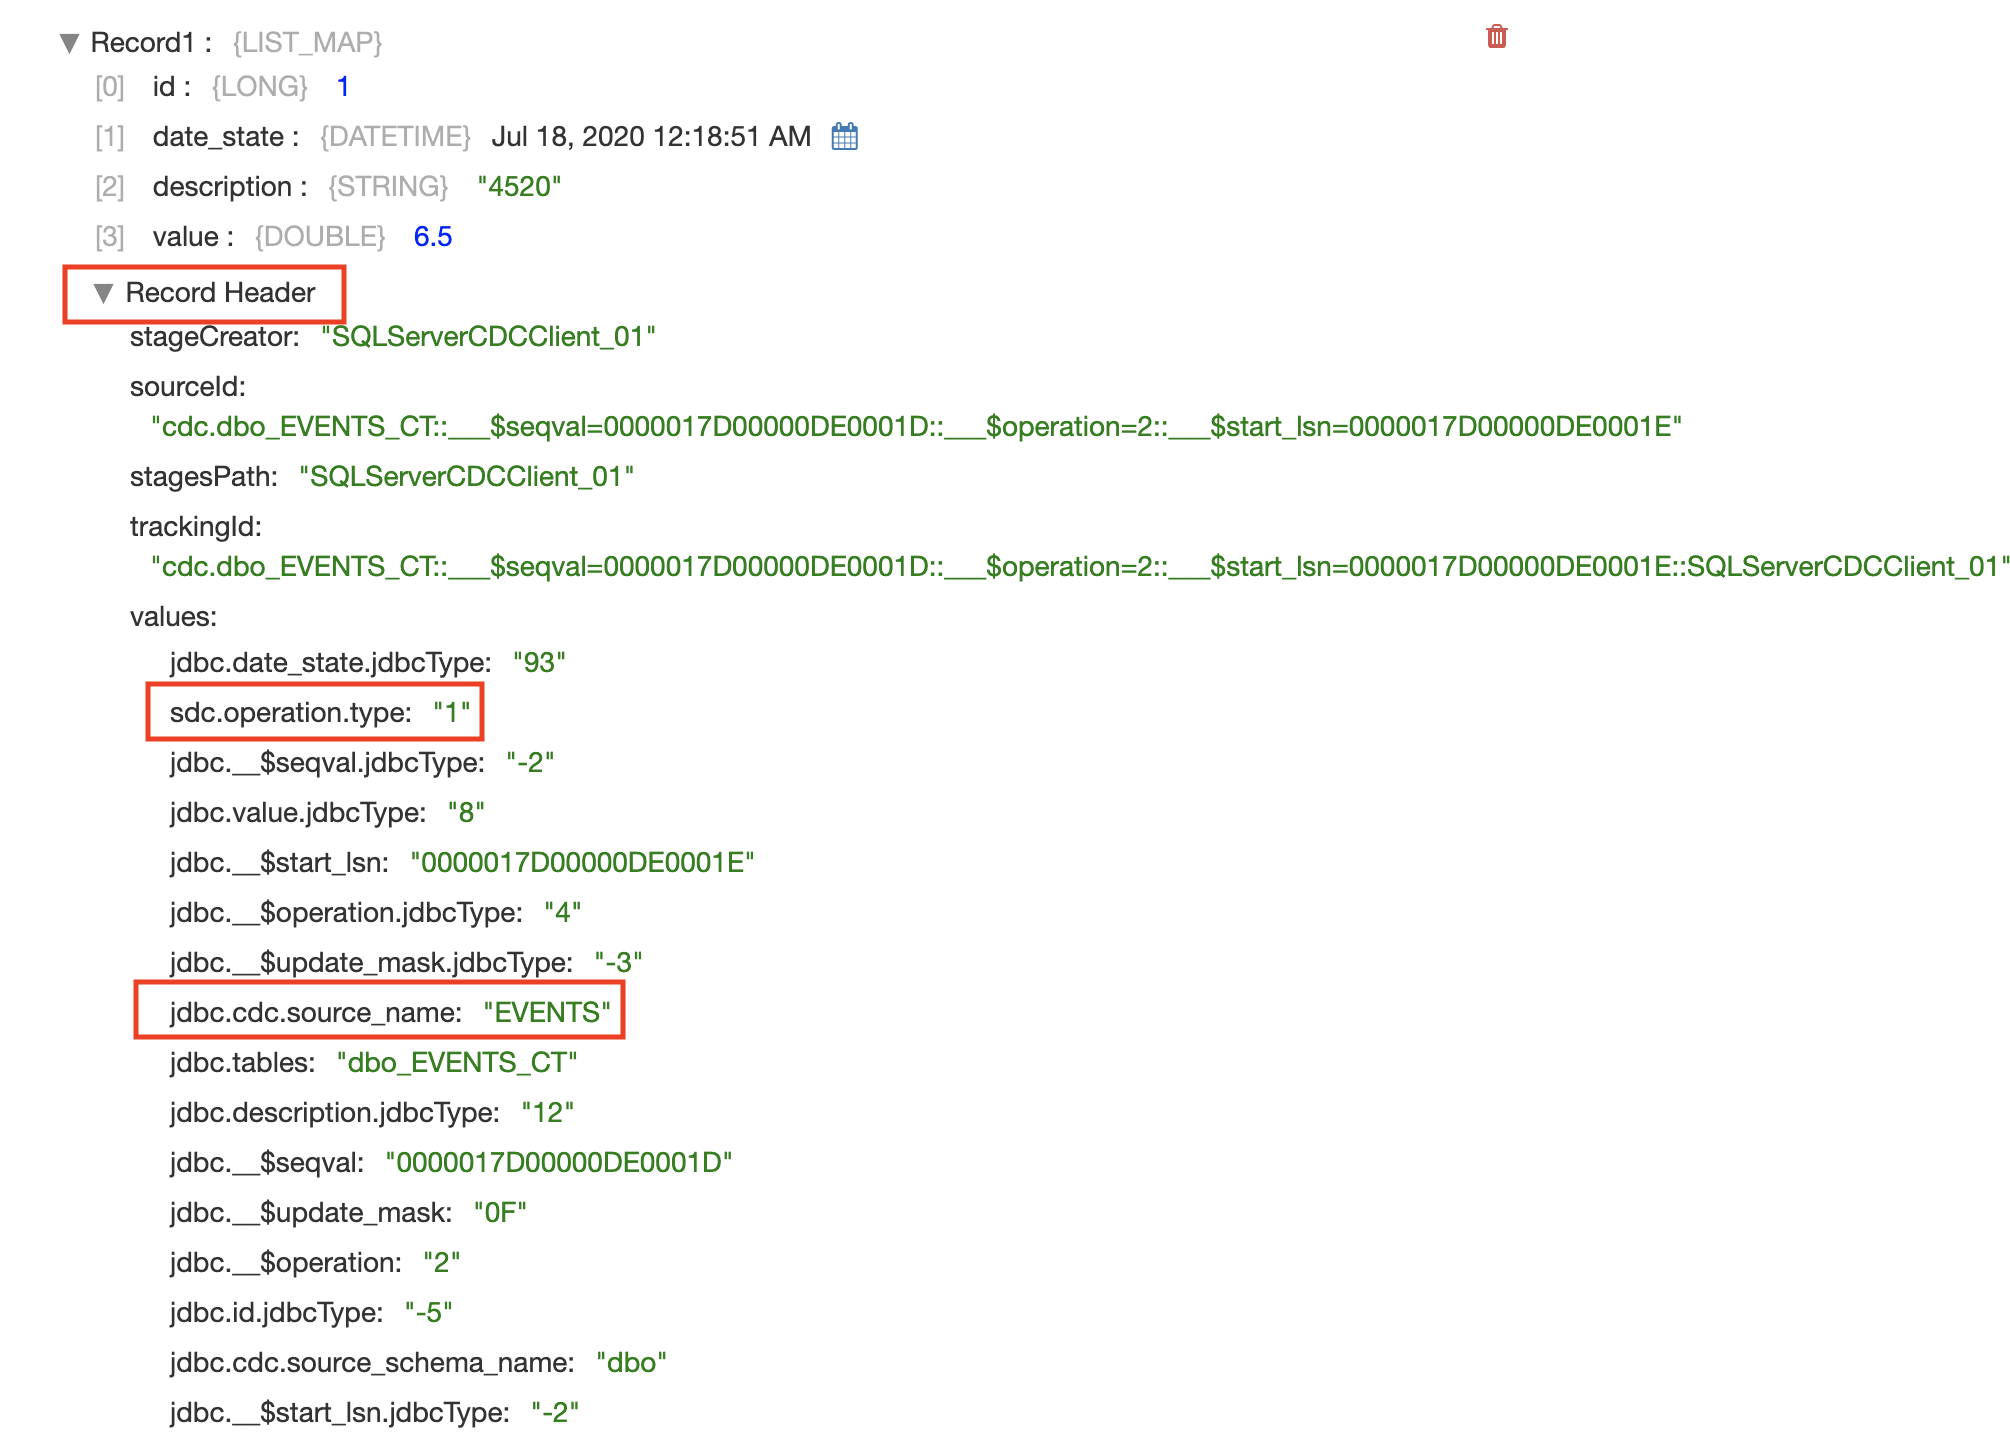 ▼ Record1 : {LIST_MAP}
[0] id : {LONG} 1
[1] date_state : {DATETIME} Jul 18, 2020 12:18:51 AM
[2] description : {STRING} "4520"
[3] value : {DOUBLE} 6.5
▼ Record Header
stageCreator: "SQLServerCDCClient_01"
sourceId:
"cdc.dbo_EVENTS_CT::___$seqval=0000017D00000DE0001D::___$operation=2::___$start_lsn=0000017D00000DE0001E"
stagesPath: "SQLServerCDCClient_01"
trackingId:
"cdc.dbo_EVENTS_CT::___$seqval=0000017D00000DE0001D::___$operation=2::___$start_lsn=0000017D00000DE0001E::SQLServerCDCClient_01"
values:
jdbc.date_state.jdbcType: "93"
sdc.operation.type: "1"
jdbc.__$seqval.jdbcType: "-2"
jdbc.value.jdbcType: "8"
jdbc.__$start_lsn: "0000017D00000DE0001E"
jdbc.__$operation.jdbcType: "4"
jdbc.__$update_mask.jdbcType: "-3"
jdbc.cdc.source_name: "EVENTS"
jdbc.tables: "dbo_EVENTS_CT"
jdbc.description.jdbcType: "12"
jdbc.__$seqval: "0000017D00000DE0001D"
jdbc.__$update_mask: "0F"
jdbc.__$operation: "2"
jdbc.id.jdbcType: "-5"
jdbc.cdc.source_schema_name: "dbo"
jdbc.__$start_lsn.jdbcType: "-2"